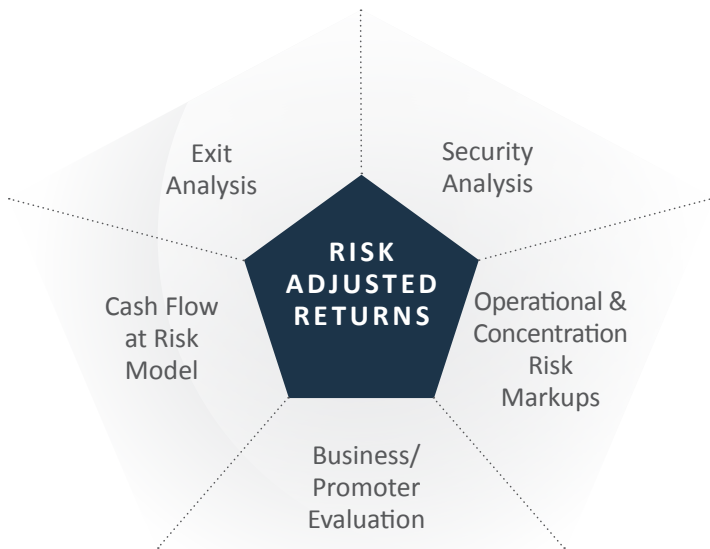 Exit
Analysis
Security
Analysis
RISK
ADJUSTED
RETURNS
Cash Flow
at Risk
Model
Operational &
Concentration
Risk
Markups
Business/
Promoter
Evaluation